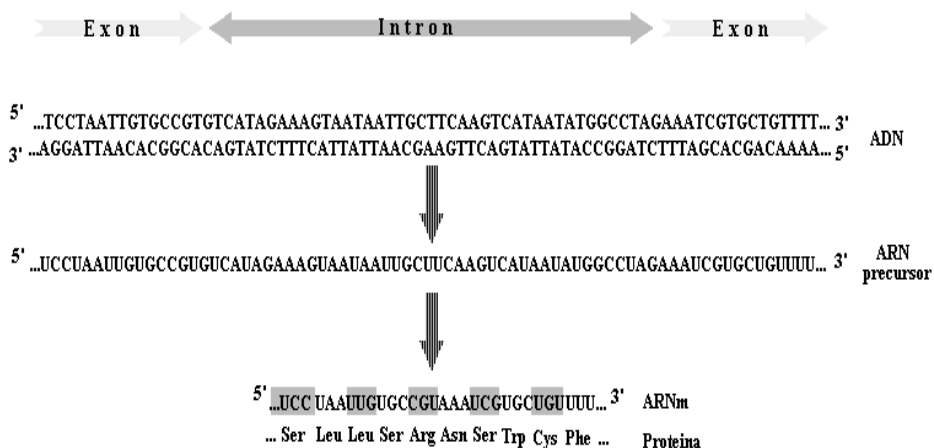 Exon Intron Exon
5' ...TCCTAATTGTGCCGTGTCATAGAAAGTAATAATTGCTTCAAGTCATAATATGGCCTAGAAATCGTGCTGTTTT... 3'
ADN
3' ...AGGATTAACACGGCACAGTATCTTTCATTATTAACGAAGTTCAGTATTATACCGGATCTTTAGCACGACAAAA... 5'
5' ...UCCUAAUUGUGCCGUGUCAUAGAAAGUAAUAAUUGCUUCAAGUCAUAAUAUGGCCUAGAAAUCGUGCUGUUUU... 3' ARN
precursor
5' ...UCC UAAUUGUGCCGUAAAUCGUGCUGUUUU... 3' ARNm
... Ser Leu Leu Ser Arg Asn Ser Trp Cys Phe ... Proteina